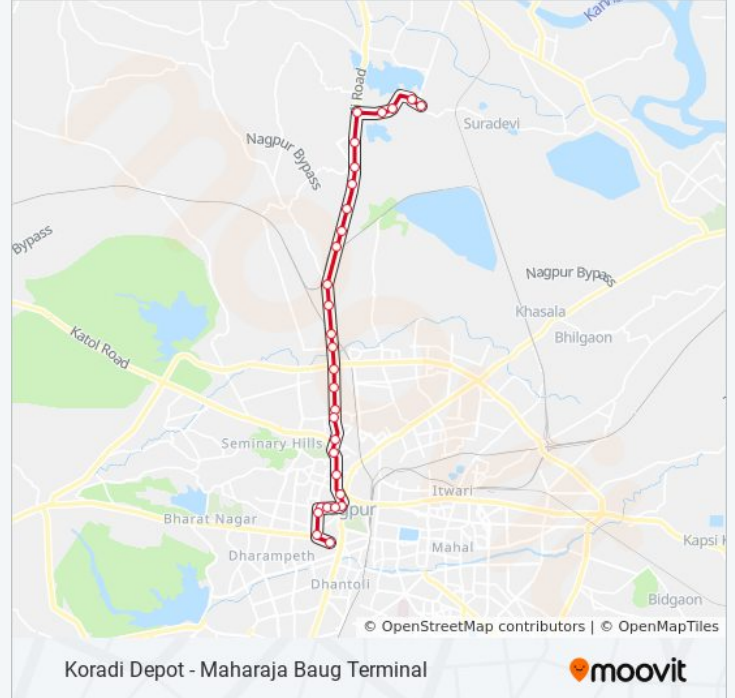 Kanh
i Road
Suradevi
Nagpur Bypass
Bypass
Nagpur Bypass
Khasala
Bhilgaon
Katol Road
Seminary Hills
Itwari
gpur
Bharat Nagar
Kapsi K
Mahal
Dharampeth
Dhantoli
Bidgaon
© OpenStreetMap contributors | © OpenMapTiles
Koradi Depot - Maharaja Baug Terminal
moovit